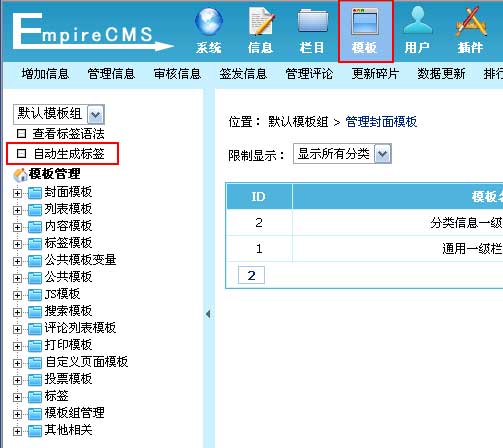 EmpireCMS
系统 信息 栏目 模板 用户 插件
增加信息 管理信息 审核信息 签发信息 管理评论 更新碎片 数据更新
默认模板组
查看标签语法
自动生成标签
模板管理
封面模板
列表模板
内容模板
标签模板
公共模板变量
公共模板
JS模板
搜索模板
评论列表模板
打印模板
自定义页面模板
投票模板
标签
模板组管理
其他相关
位置： 默认模板组 > 管理封面模板
限制显示： 显示所有分类
ID 模板
2 分类信息一级
1 通用一级栏
2